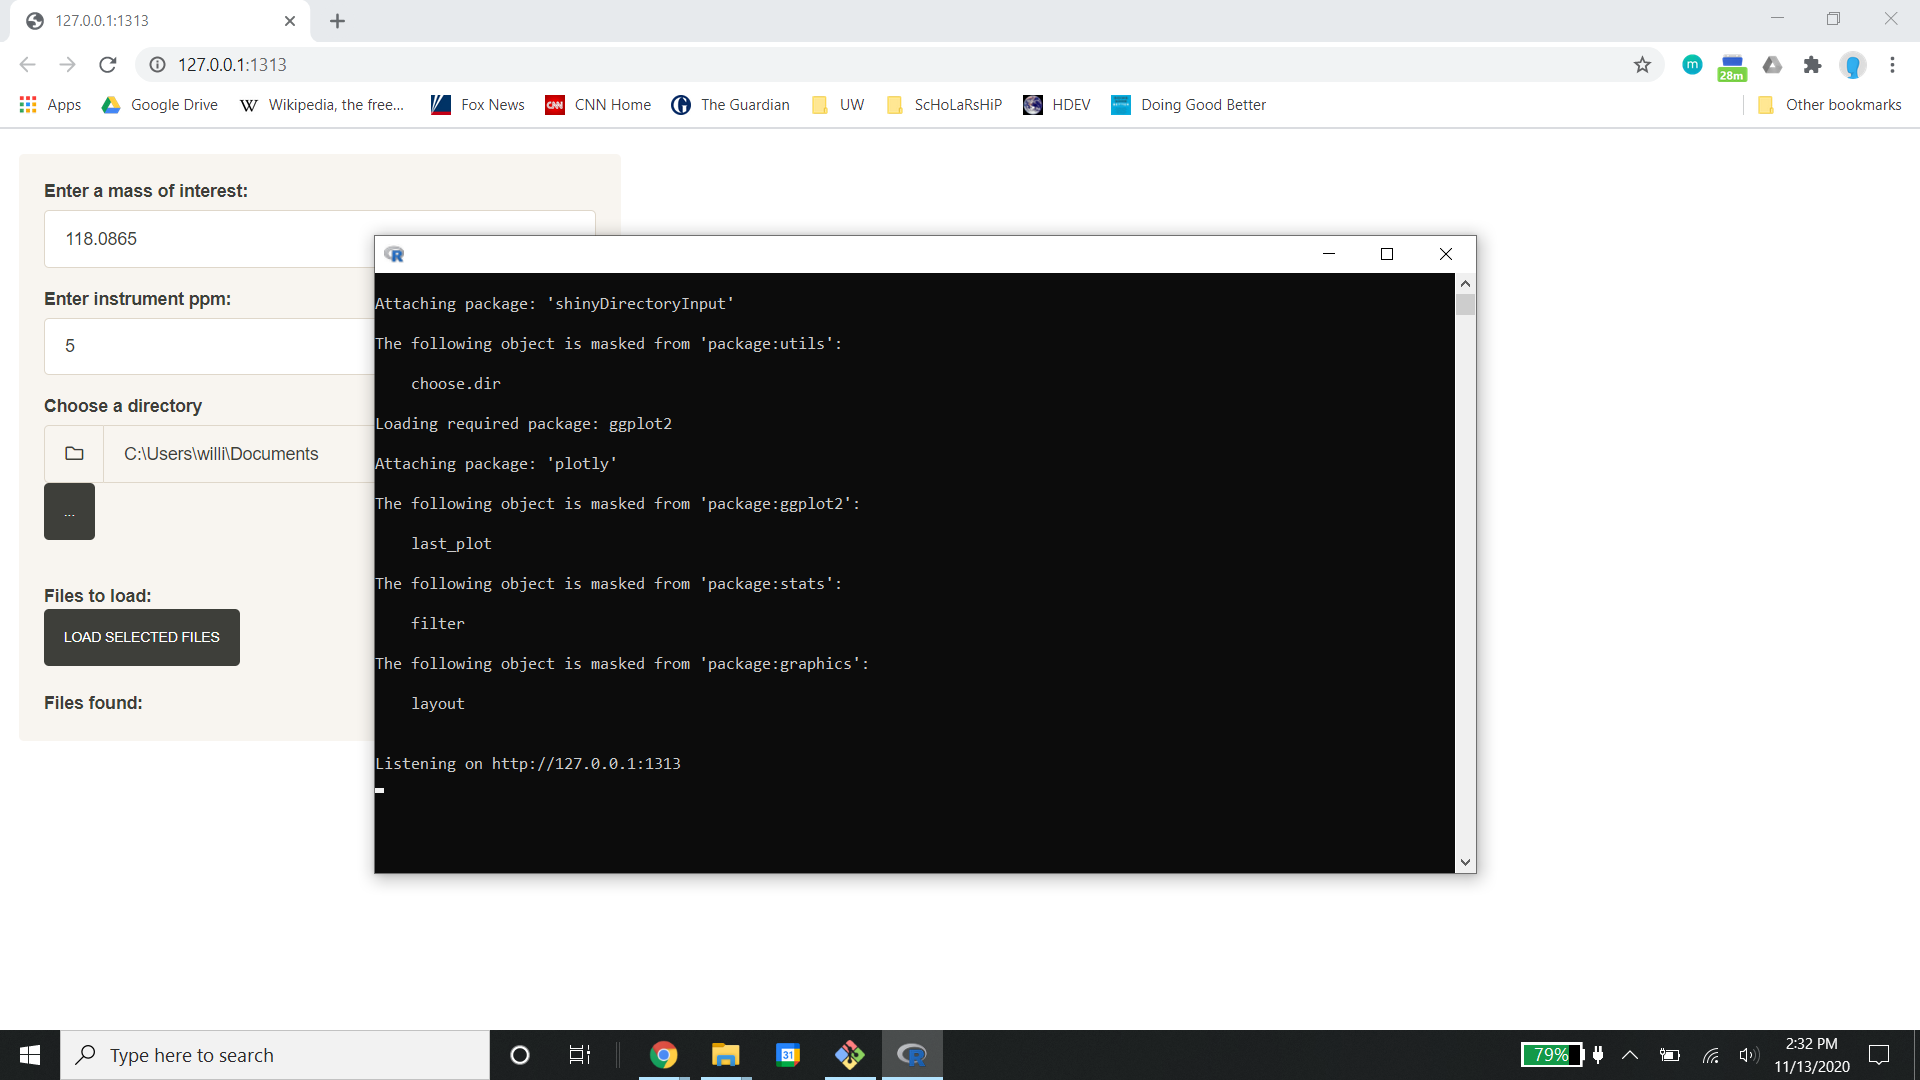 127.0.0.1:1313
127.0.0.1:1313
m
28m
Apps
Google Drive
W
Wikipedia, the free...
Fox News
CNN
CNN Home
The Guardian
UW
ScHoLaRsHiP
HDEV
Doing Good Better
Other bookmarks
Enter a mass of interest:
118.0865
Enter instrument ppm:
5
Choose a directory
C:\Users\willi\Documents
...
Files to load:
LOAD SELECTED FILES
Files found:
R
Attaching package: 'shinyDirectoryInput'
The following object is masked from 'package:utils':
choose.dir
Loading required package: ggplot2
Attaching package: 'plotly'
The following object is masked from 'package:ggplot2':
last_plot
The following object is masked from 'package:stats':
filter
The following object is masked from 'package:graphics':
layout
Listening on http://127.0.0.1:1313
Type here to search
31
R
79%
2:32 PM
11/13/2020